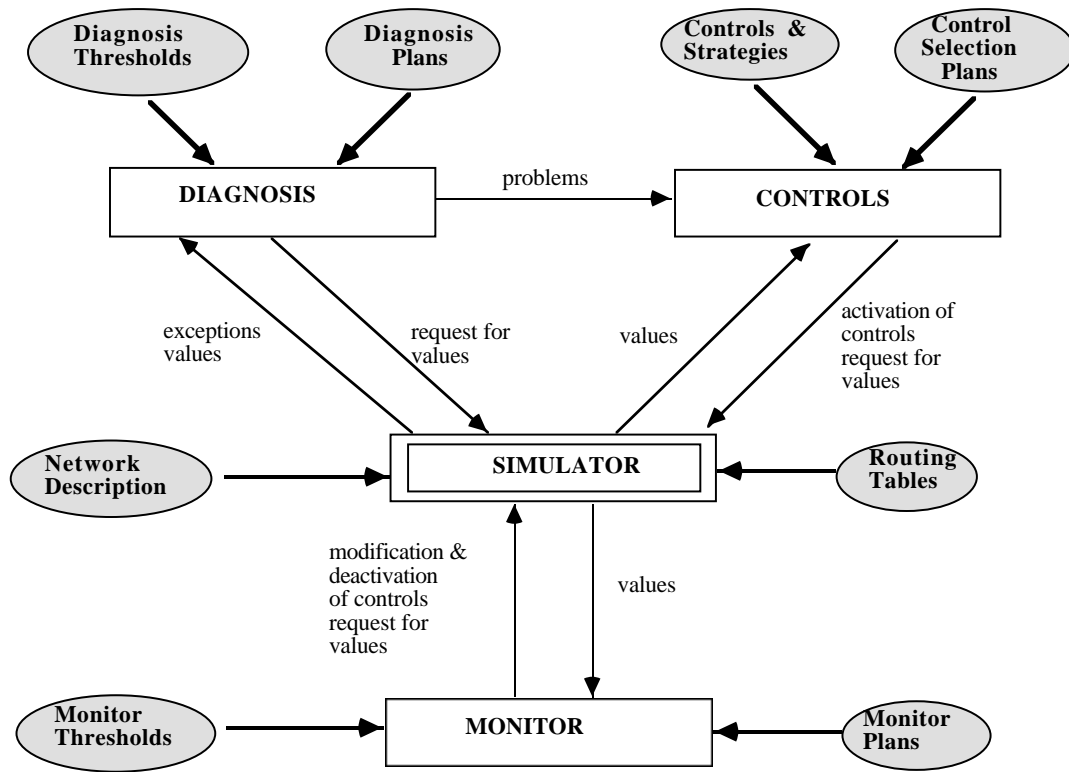 Diagnosis
Thresholds
Diagnosis
Plans
Controls &
Strategies
Control
Selection
Plans
DIAGNOSIS
problems
CONTROLS
exceptions
values
request for
values
values
activation of
controls
request for
values
Network
Description
SIMULATOR
Routing
Tables
modification &
deactivation
of controls
request for
values
values
Monitor
Thresholds
MONITOR
Monitor
Plans